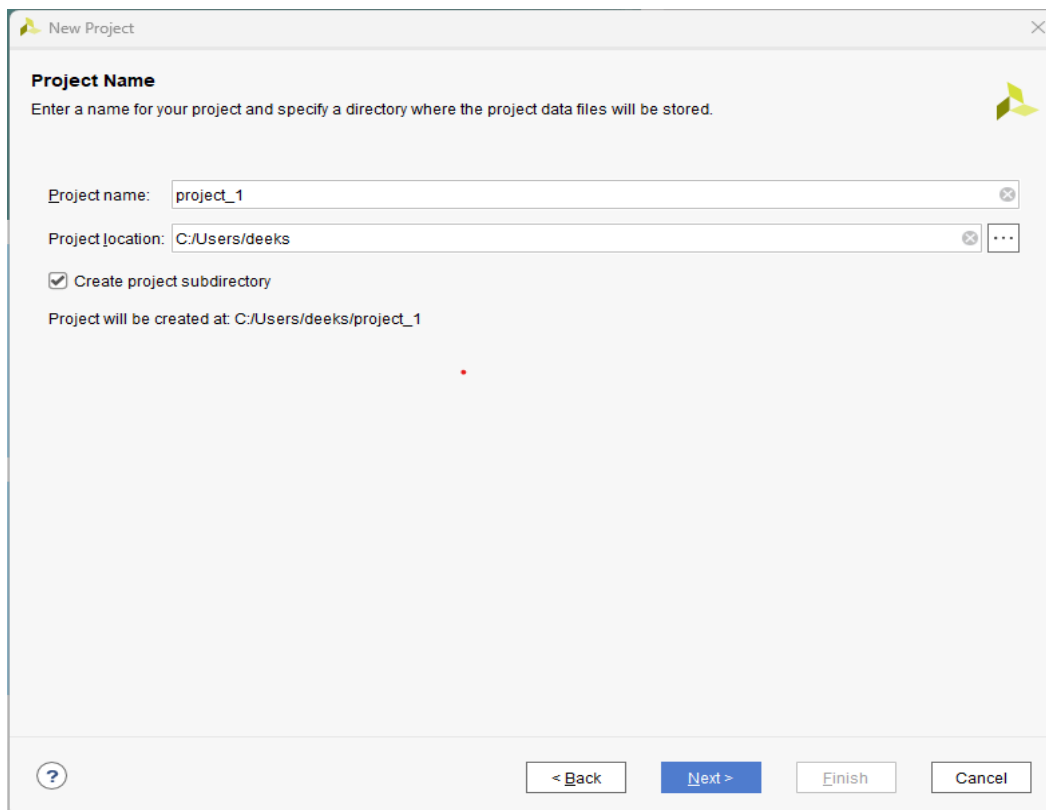 New Project
Project Name
Enter a name for your project and specify a directory where the project data files will be stored.
Project name: project_1
Project location: C:/Users/deeks ...
Create project subdirectory
Project will be created at: C:/Users/deeks/project_1
? < Back Next > Finish Cancel